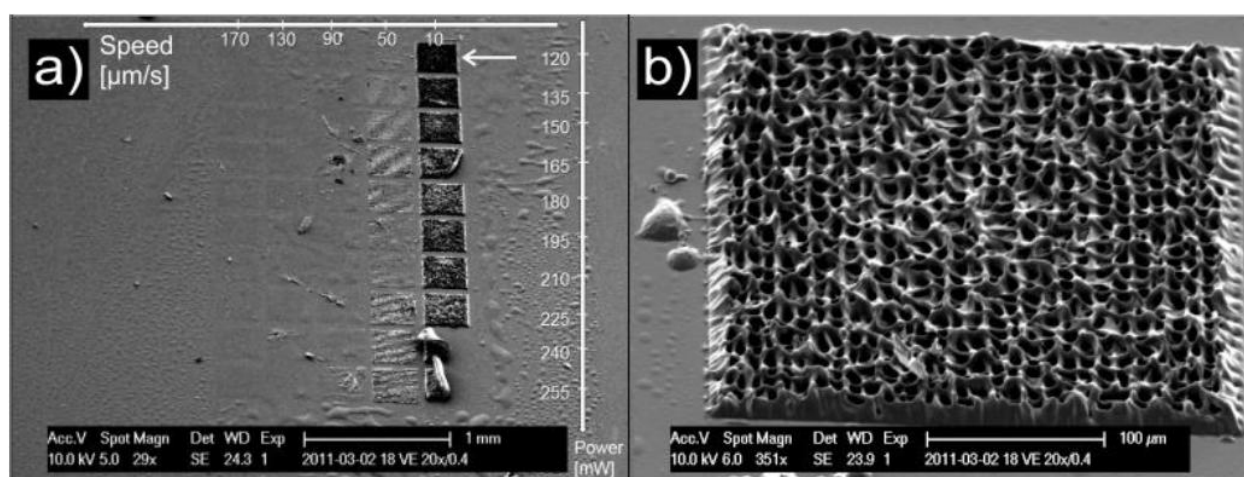 a)
Speed
[µm/s]
170 130 90 50 10
120
135
150
165
180
195
210
225
240
255
Power
[mW]
Acc.V Spot Magn Det WD Exp
10.0 kV 5.0 29x SE 24.3 1
1 mm
2011-03-02 18 VE 20x/0.4
b)
Acc.V Spot Magn Det WD Exp
10.0 kV 6.0 351x SE 23.9 1
100 µm
2011-03-02 18 VE 20x/0.4